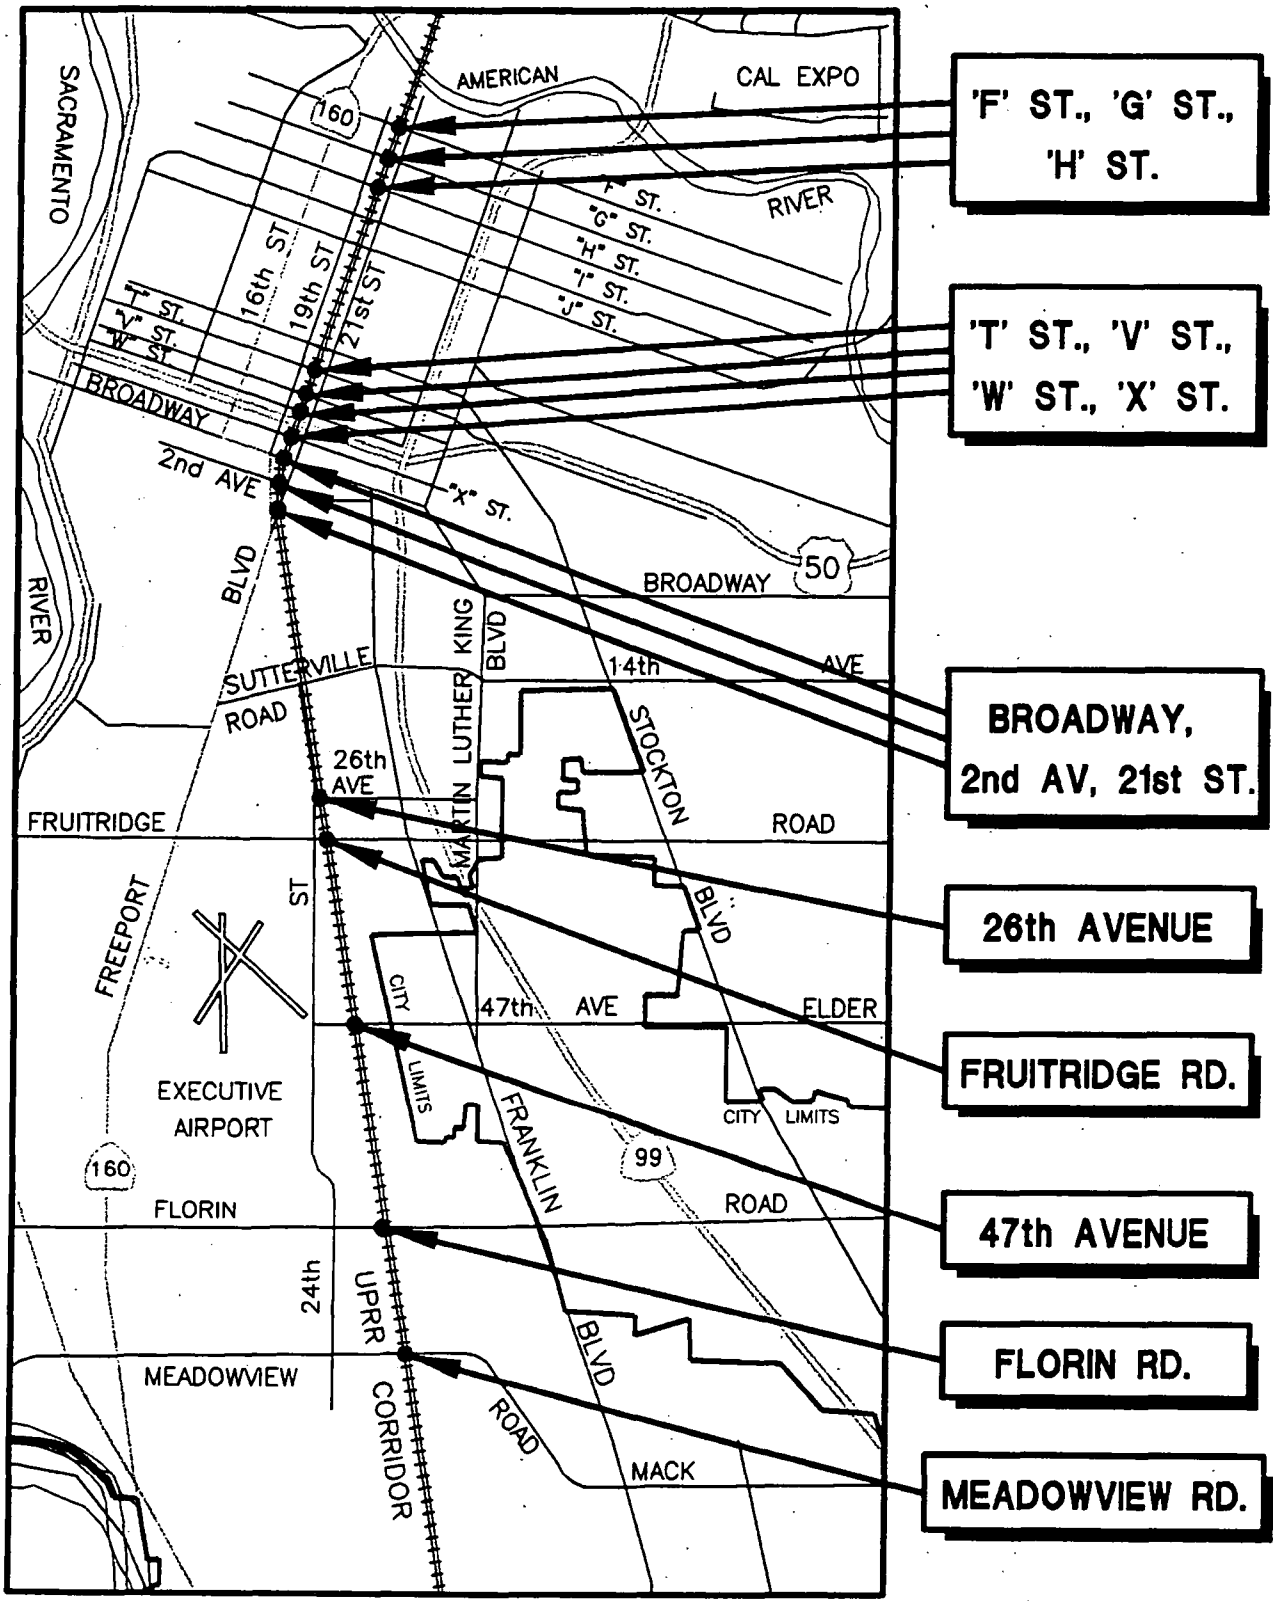 SACRAMENTO
160
AMERICAN
CAL EXPO
RIVER
"F" ST.
"G" ST.
"H" ST.
"I" ST.
"J" ST.
16th ST
19th ST
21st ST
"T" ST.
"V" ST.
"W" ST
BROADWAY
2nd AVE
"X" ST.
50
BLVD
BROADWAY
RIVER
SUTTERVILLE
ROAD
MARTIN LUTHER KING
BLVD
14th AVE
STOCKTON
BLVD
26th
AVE
FRUITRIDGE ROAD
ST
FREEPORT
CITY
LIMITS
47th AVE ELDER
EXECUTIVE
AIRPORT
FRANKLIN
BLVD
CITY LIMITS
99
160
FLORIN ROAD
24th
UPRR
CORRIDOR
MEADOWVIEW
ROAD
MACK
'F' ST., 'G' ST.,
'H' ST.
'T' ST., 'V' ST.,
'W' ST., 'X' ST.
BROADWAY,
2nd AV, 21st ST.
26th AVENUE
FRUITRIDGE RD.
47th AVENUE
FLORIN RD.
MEADOWVIEW RD.